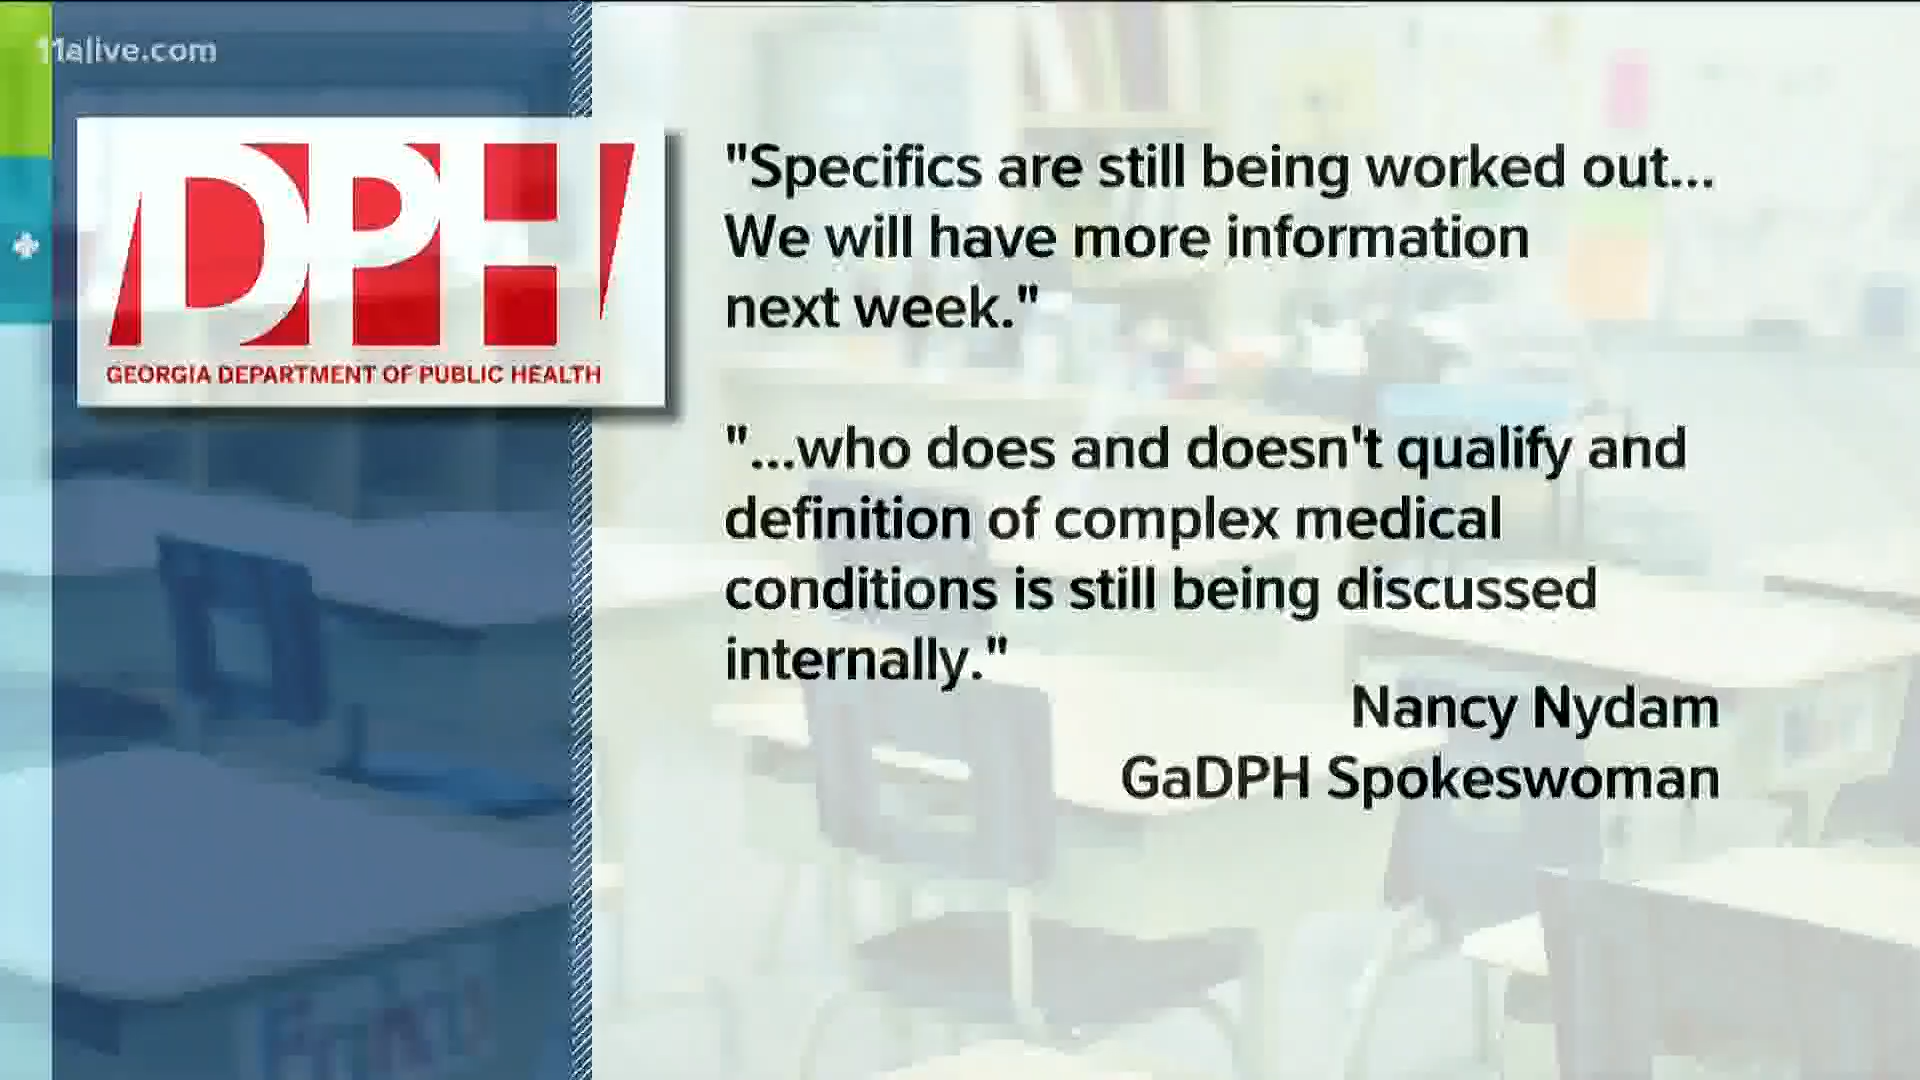 11alive.com
DPH
GEORGIA DEPARTMENT OF PUBLIC HEALTH
"Specifics are still being worked out...
We will have more information
next week."
"...who does and doesn't qualify and
definition of complex medical
conditions is still being discussed
internally."
Nancy Nydam
GaDPH Spokeswoman